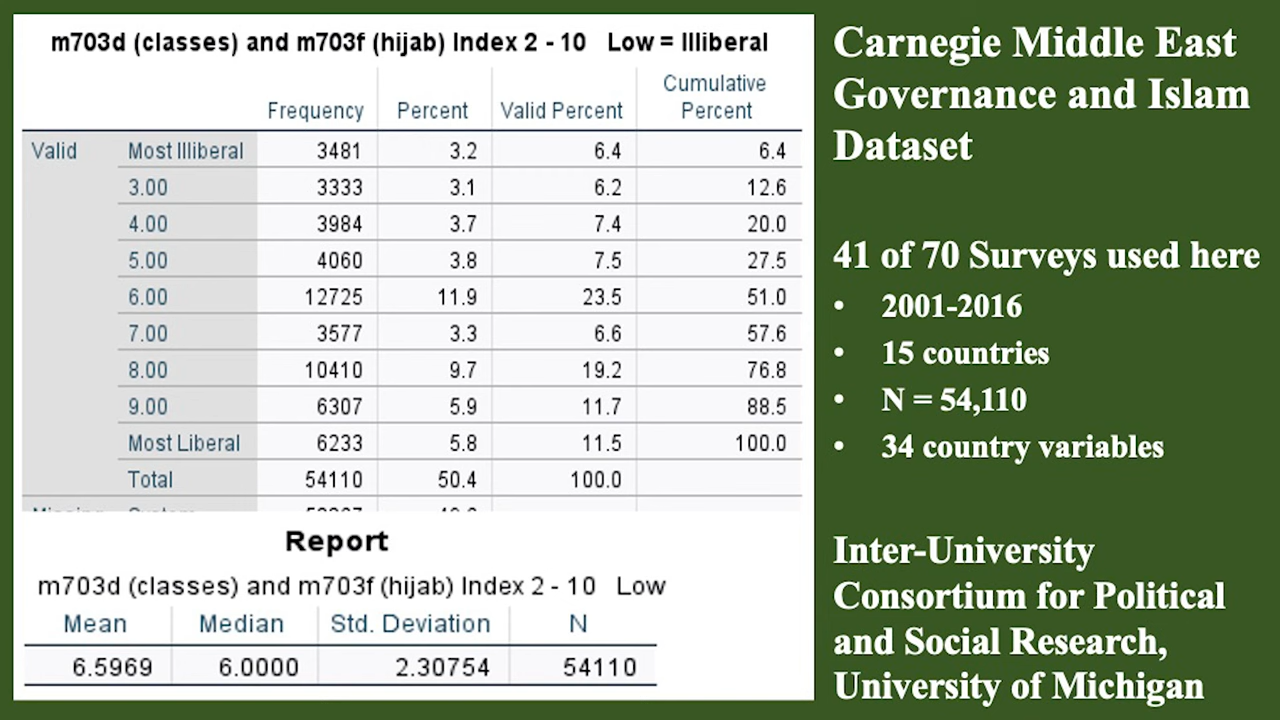 m703d (classes) and m703f (hijab) Index 2 - 10 Low = Illiberal
Frequency Percent Valid Percent Cumulative Percent
Valid Most Illiberal 3481 3.2 6.4 6.4
3.00 3333 3.1 6.2 12.6
4.00 3984 3.7 7.4 20.0
5.00 4060 3.8 7.5 27.5
6.00 12725 11.9 23.5 51.0
7.00 3577 3.3 6.6 57.6
8.00 10410 9.7 19.2 76.8
9.00 6307 5.9 11.7 88.5
Most Liberal 6233 5.8 11.5 100.0
Total 54110 50.4 100.0
Report
m703d (classes) and m703f (hijab) Index 2 - 10 Low
Mean Median Std. Deviation N
6.5969 6.0000 2.30754 54110
Carnegie Middle East
Governance and Islam
Dataset
41 of 70 Surveys used here
• 2001-2016
• 15 countries
• N = 54,110
• 34 country variables
Inter-University
Consortium for Political
and Social Research,
University of Michigan